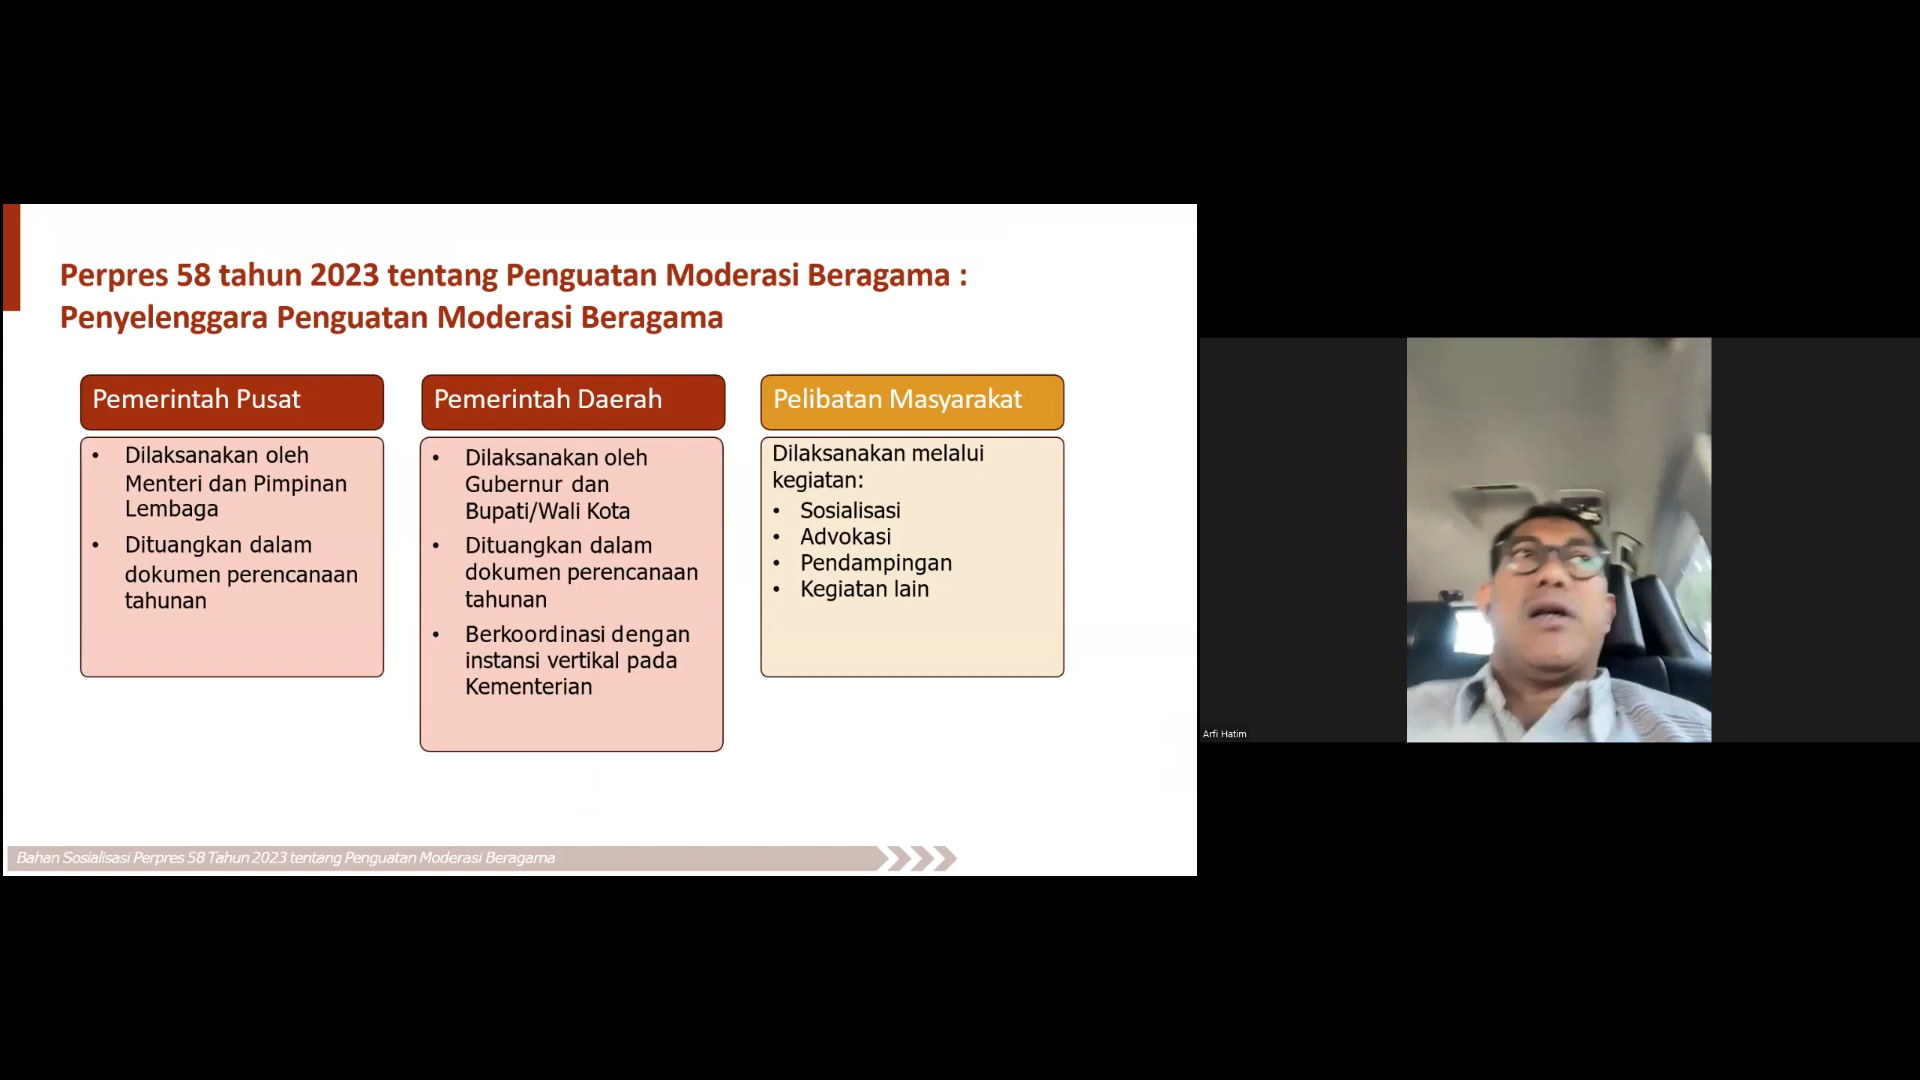 Perpres 58 tahun 2023 tentang Penguatan Moderasi Beragama :
Penyelenggara Penguatan Moderasi Beragama
Pemerintah Pusat
• Dilaksanakan oleh
Menteri dan Pimpinan
Lembaga
• Dituangkan dalam
dokumen perencanaan
tahunan
Pemerintah Daerah
• Dilaksanakan oleh
Gubernur dan
Bupati/Wali Kota
• Dituangkan dalam
dokumen perencanaan
tahunan
• Berkoordinasi dengan
instansi vertikal pada
Kementerian
Pelibatan Masyarakat
Dilaksanakan melalui
kegiatan:
• Sosialisasi
• Advokasi
• Pendampingan
• Kegiatan lain
Bahan Sosialisasi Perpres 58 Tahun 2023 tentang Penguatan Moderasi Beragama
Arfi Hatim